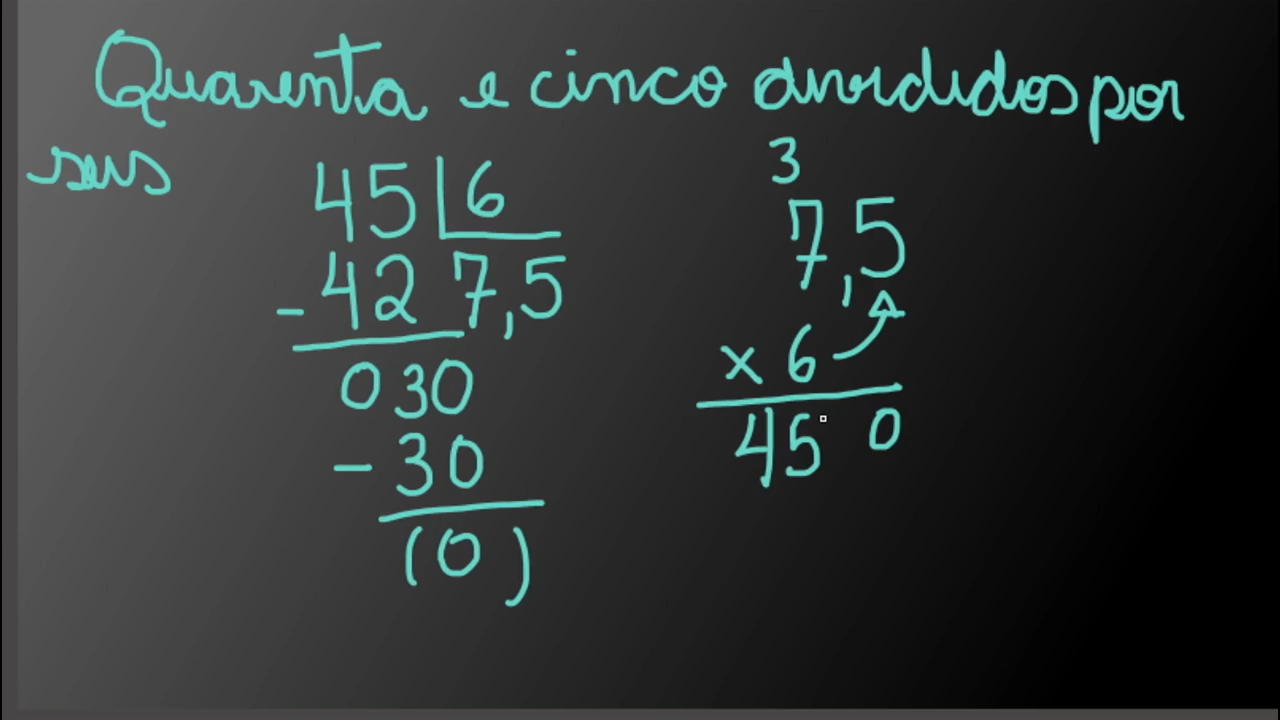 Quarenta e cinco divididos por
seis
45 6 3
-42 7,5 7,5
030 x 6
-30 45 0
(0)